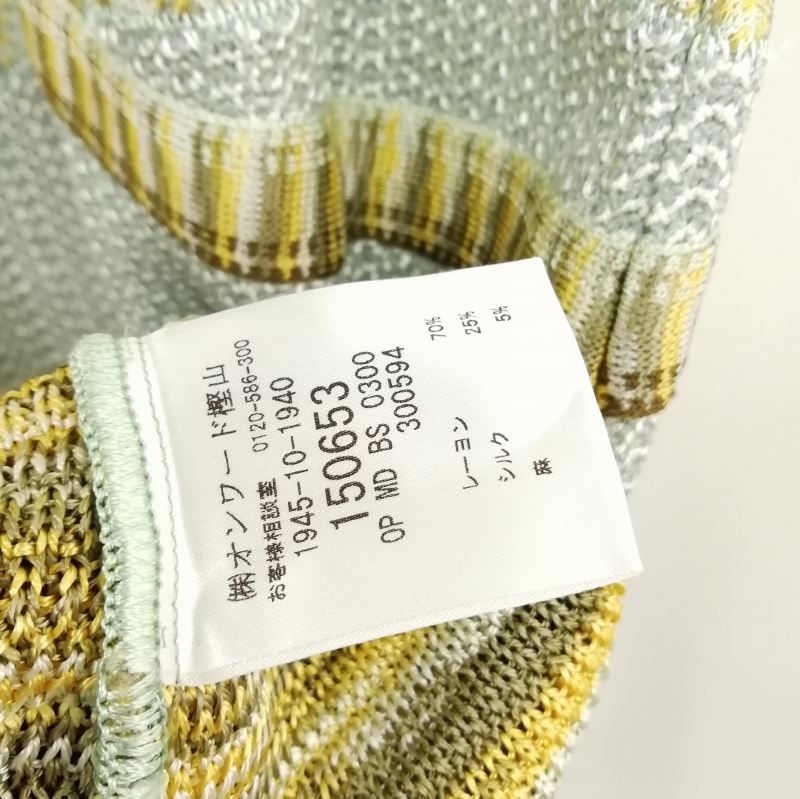 ㈱オンワード樫山
お客様相談室 0120-586-300
1945-10-1940
150653
OP MD BS 0300
300594
レーヨン 70%
シルク 25%
麻 5%